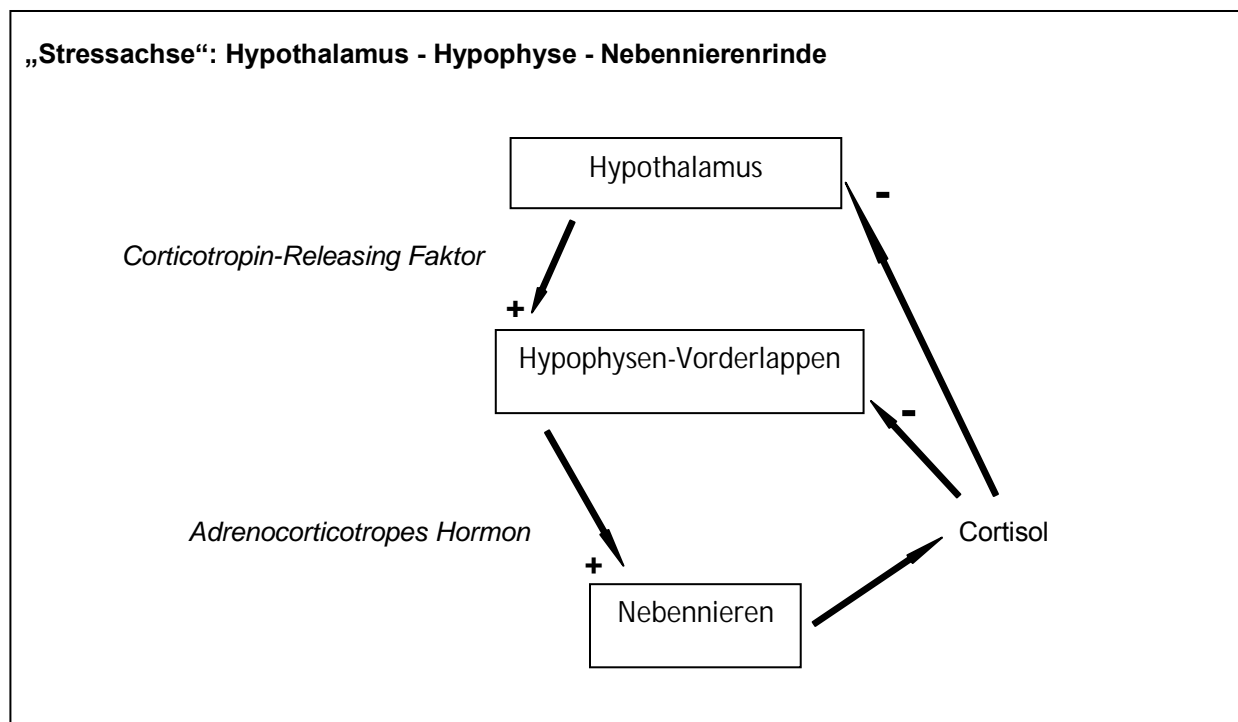 „Stressachse“: Hypothalamus - Hypophyse - Nebennierenrinde
Hypothalamus
-
Corticotropin-Releasing Faktor
+
Hypophysen-Vorderlappen
-
Adrenocorticotropes Hormon
Cortisol
+
Nebennieren